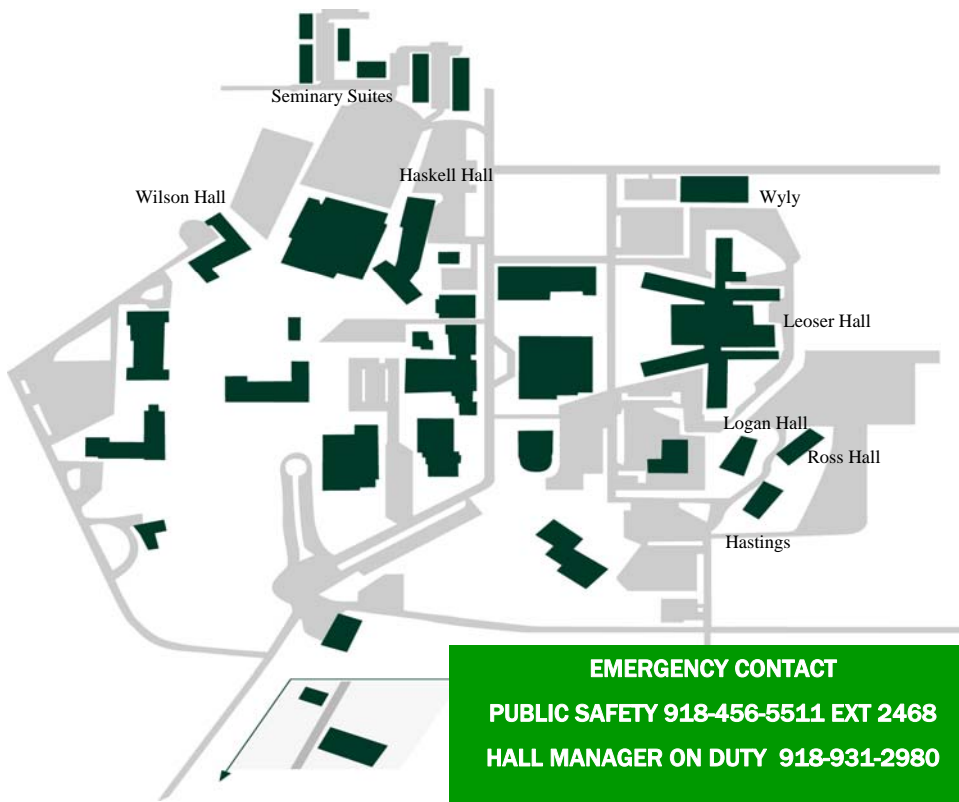 Seminary Suites
Haskell Hall
Wilson Hall
Wyly
Leoser Hall
Logan Hall
Ross Hall
Hastings
EMERGENCY CONTACT
PUBLIC SAFETY 918-456-5511 EXT 2468
HALL MANAGER ON DUTY 918-931-2980